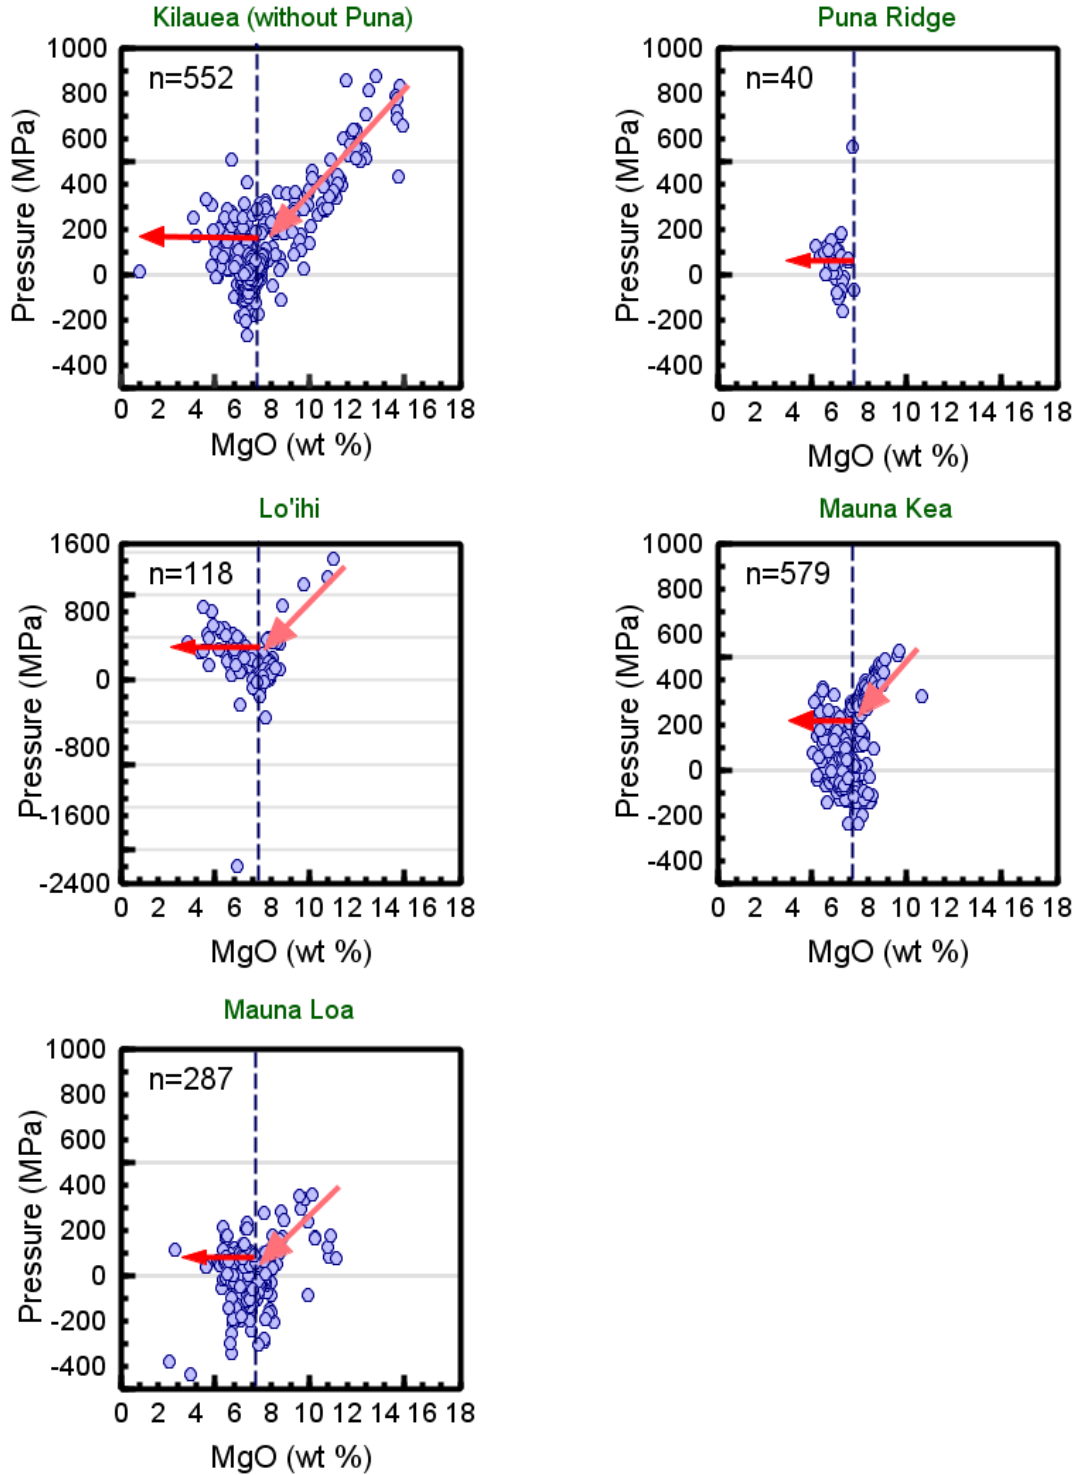 Kilauea (without Puna)
n=552
Pressure (MPa)
1000
800
600
400
200
0
-200
-400
0 2 4 6 8 10 12 14 16 18
MgO (wt %)
Puna Ridge
n=40
Pressure (MPa)
1000
800
600
400
200
0
-200
-400
0 2 4 6 8 10 12 14 16 18
MgO (wt %)
Lo'ihi
n=118
Pressure (MPa)
1600
800
0
-800
-1600
-2400
0 2 4 6 8 10 12 14 16 18
MgO (wt %)
Mauna Kea
n=579
Pressure (MPa)
1000
800
600
400
200
0
-200
-400
0 2 4 6 8 10 12 14 16 18
MgO (wt %)
Mauna Loa
n=287
Pressure (MPa)
1000
800
600
400
200
0
-200
-400
0 2 4 6 8 10 12 14 16 18
MgO (wt %)